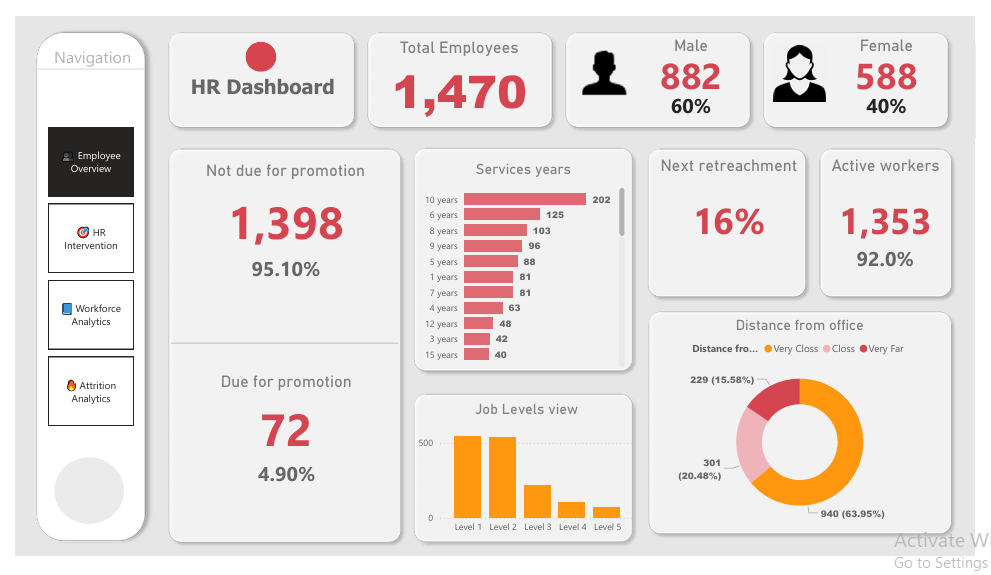 Navigation
Employee
Overview
HR
Intervention
Workforce
Analytics
Attrition
Analytics
HR Dashboard
Total Employees
1,470
Male
882
60%
Female
588
40%
Not due for promotion
1,398
95.10%
Due for promotion
72
4.90%
Services years
10 years 202
6 years 125
8 years 103
9 years 96
5 years 88
1 years 81
7 years 81
4 years 63
12 years 48
3 years 42
15 years 40
Job Levels view
500
0
Level 1 Level 2 Level 3 Level 4 Level 5
Next retreachment
16%
Active workers
1,353
92.0%
Distance from office
Distance fro... Very Closs Closs Very Far
229 (15.58%)
301
(20.48%)
940 (63.95%)
Activate Wi
Go to Settings